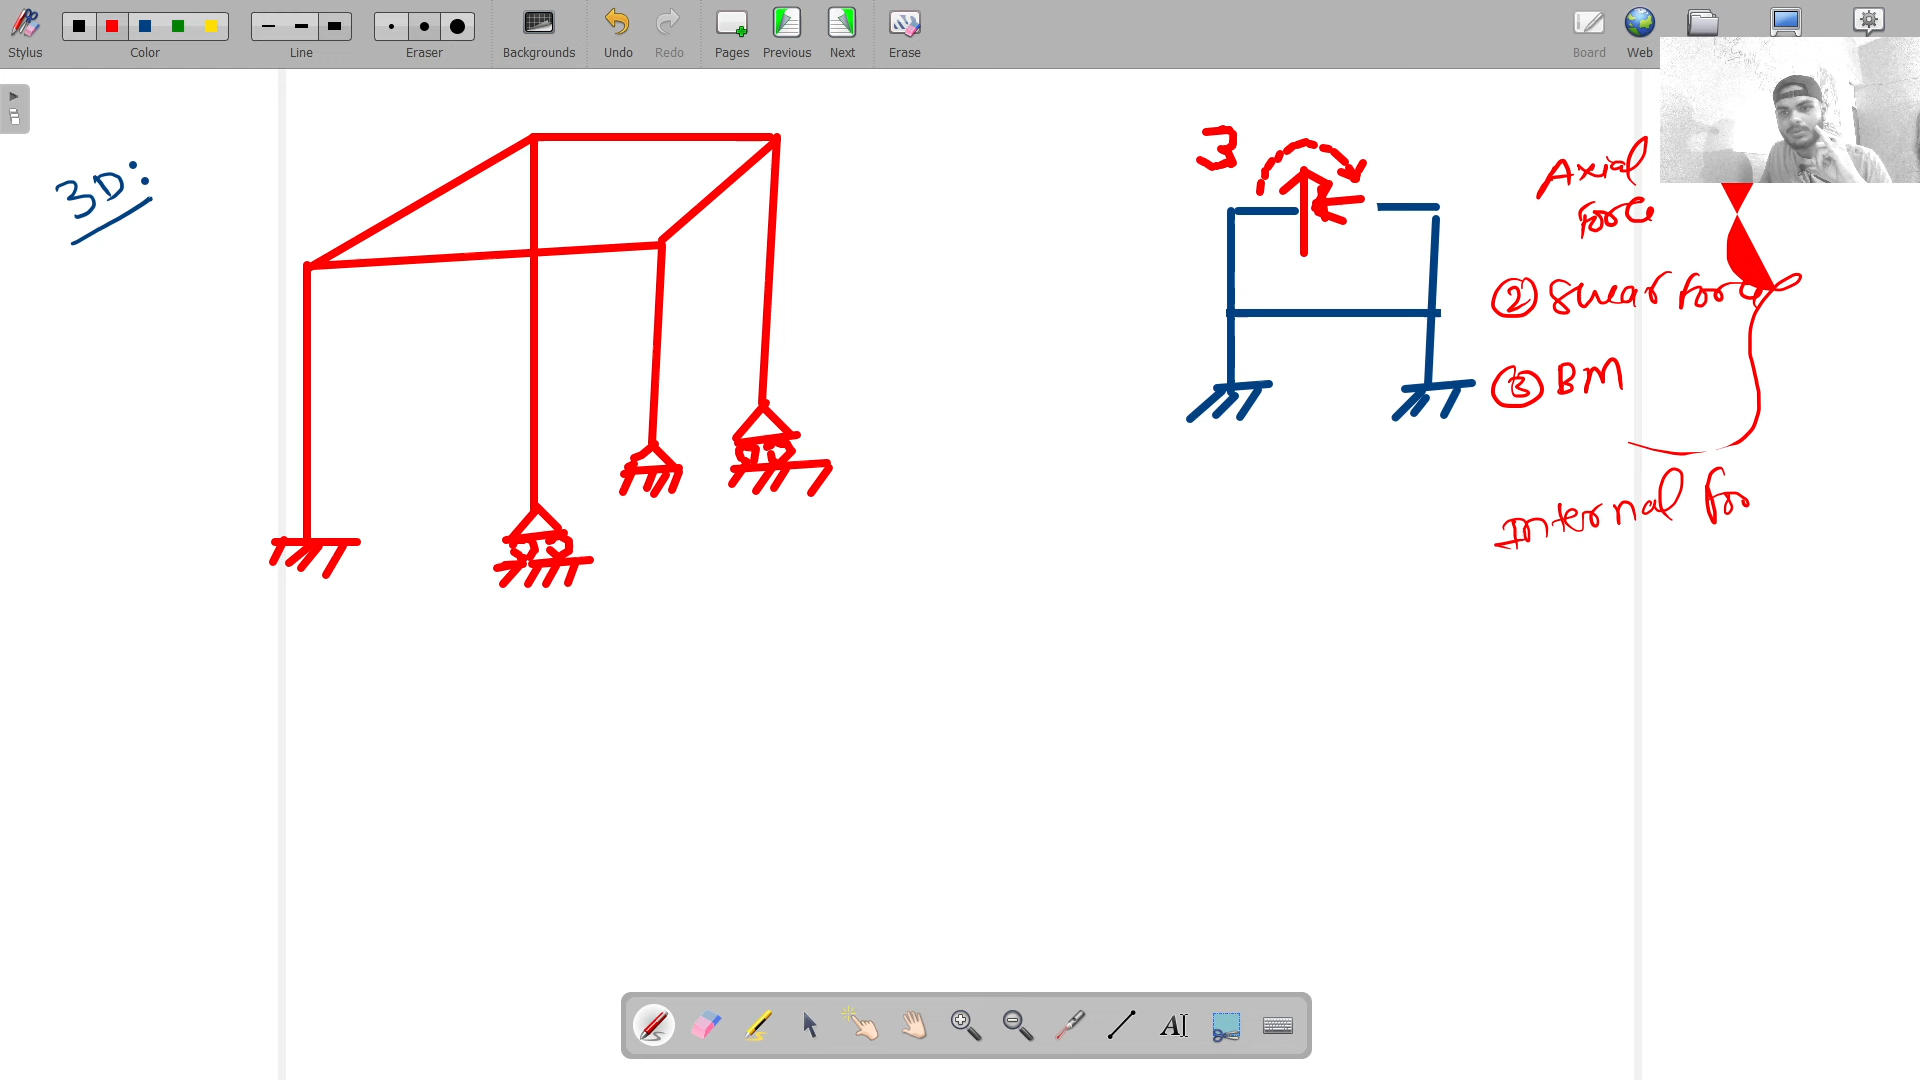 Stylus
Color
Line
Eraser
Backgrounds
Undo
Redo
Pages
Previous
Next
Erase
Board
Web
3D:
3
Axial
force
② Shear force
③ BM
Internal for